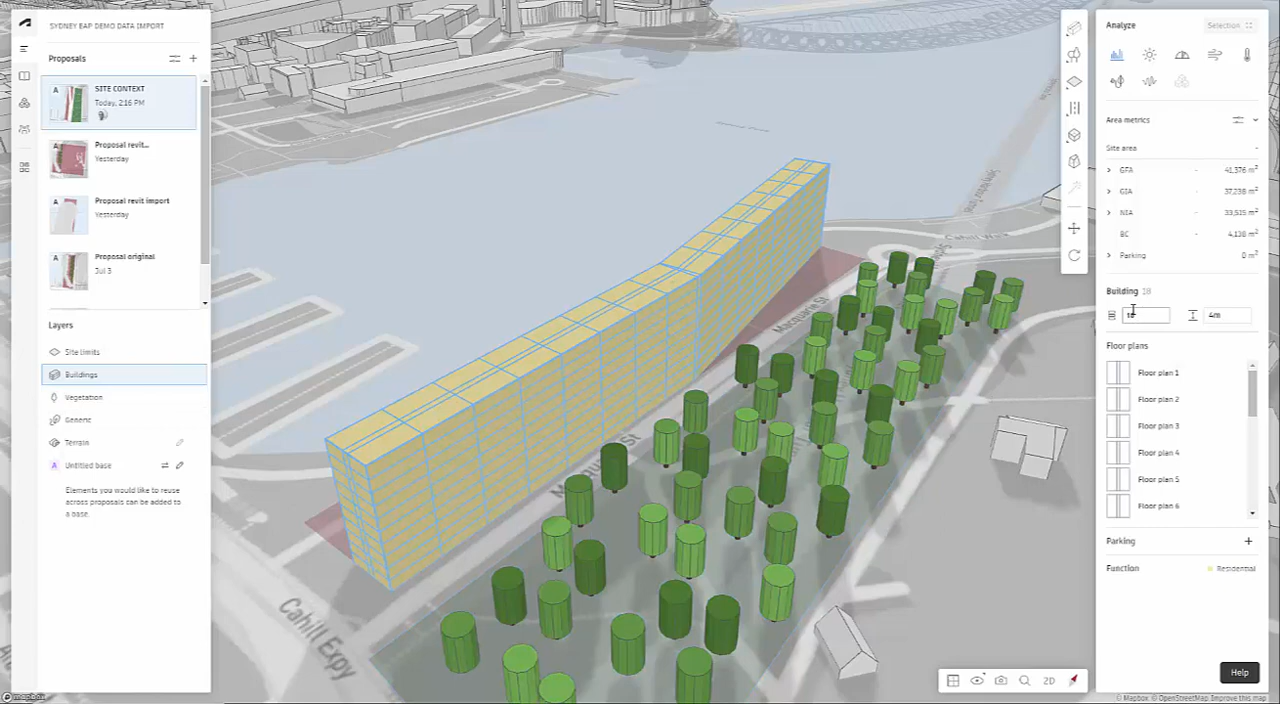 SYDNEY EAP DEMO DATA IMPORT
Proposals
A
SITE CONTEXT
Today, 2:16 PM
A
Proposal revit...
Yesterday
A
Proposal revit import
Yesterday
A
Proposal original
Jul 3
Layers
Site limits
Buildings
Vegetation
Generic
Terrain
A Untitled base
Elements you would like to reuse
across proposals can be added to
a base.
Macquarie St
Cahill Walk
Macquarie St
Cahill Expy
mapbox
Analyze
Selection
Area metrics
Site area -
GFA - 41,376 m²
GIA - 37,238 m²
NIA - 33,515 m²
BC - 4,138 m²
Parking 0 m²
Building
4m
Floor plans
Floor plan 1
Floor plan 2
Floor plan 3
Floor plan 4
Floor plan 5
Floor plan 6
Parking +
Function Residential
Help
2D
© Mapbox © OpenStreetMap Improve this map